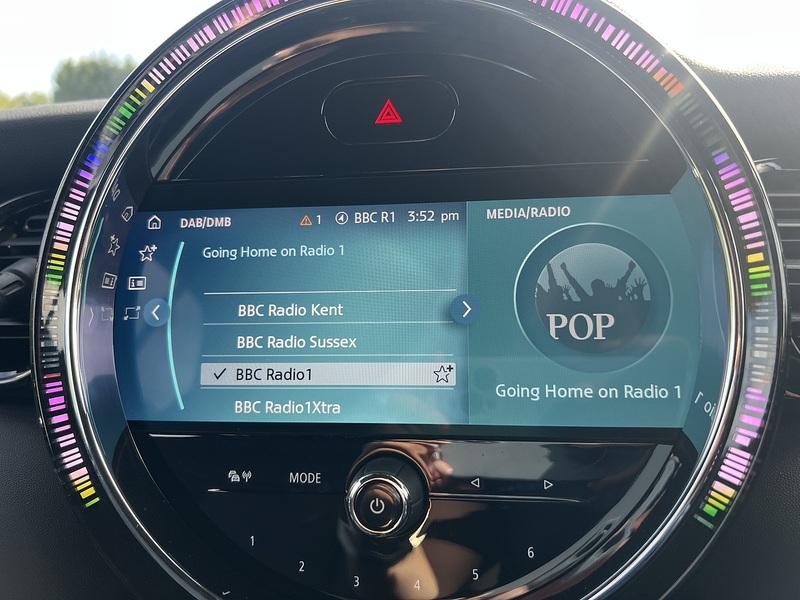 DAB/DMB
1
BBC R1
3:52 pm
MEDIA/RADIO
Going Home on Radio 1
BBC Radio Kent
BBC Radio Sussex
BBC Radio1
BBC Radio1Xtra
POP
Going Home on Radio 1
MODE
1
2
3
4
5
6